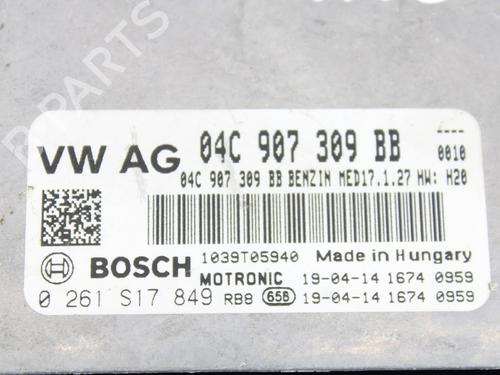 B PARTS
VW AG 04C 907 309 BB ----
0010
04C 907 309 BB BENZIN MED17.1.27 HW: H20
1039T05940 Made in Hungary
BOSCH MOTRONIC 19-04-14 1674 0959
0 261 S17 849 RB8 65B 19-04-14 1674 0959